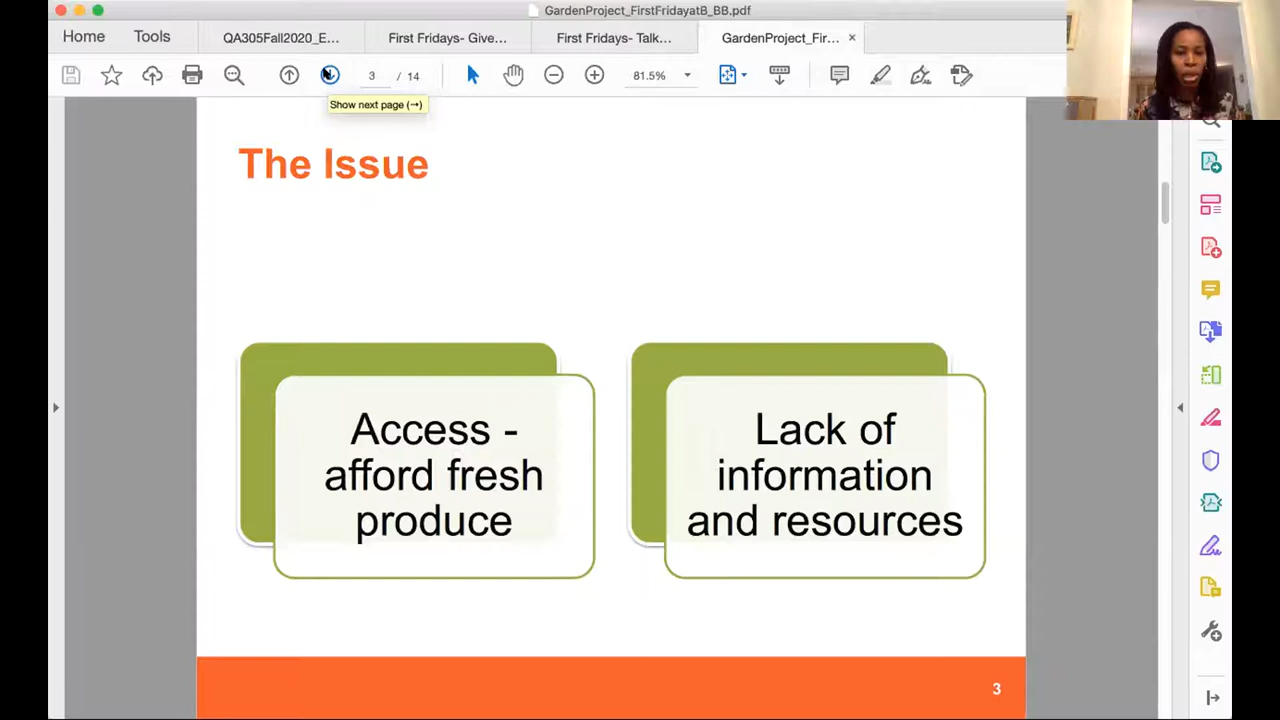 GardenProject_FirstFridayatB_BB.pdf
Home
Tools
QA305Fall2020_E...
First Fridays- Give...
First Fridays- Talk...
GardenProject_Fir...
3 / 14
81.5%
Show next page (→)
The Issue
Access -
afford fresh
produce
Lack of
information
and resources
3